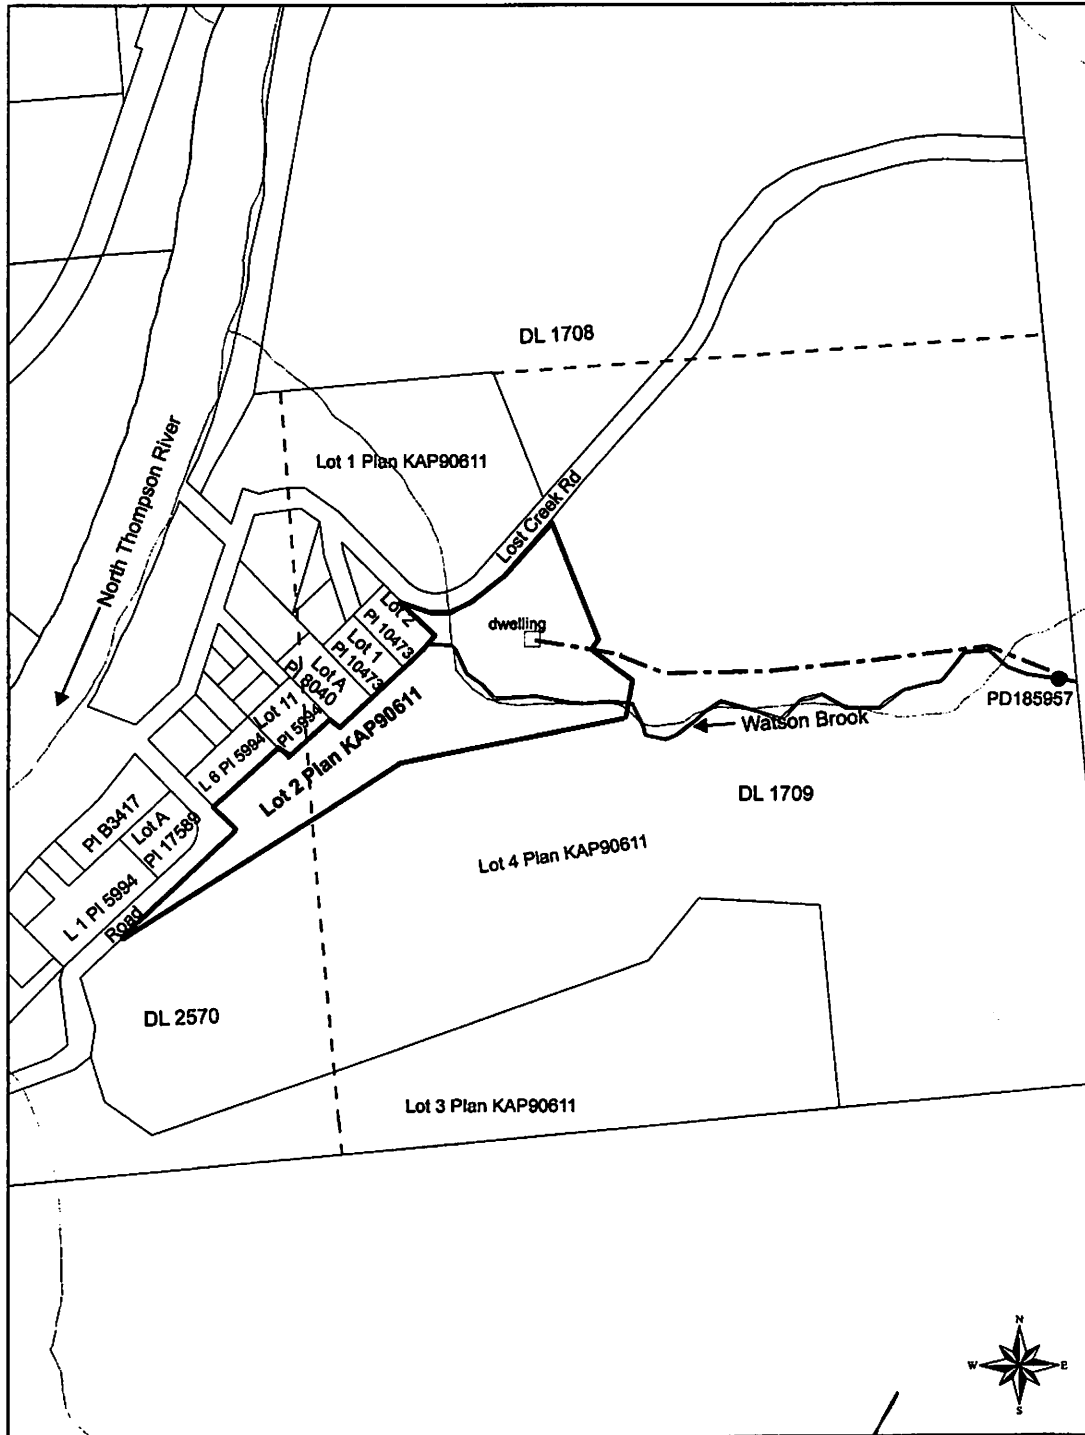 DL 1708
North Thompson River
Lot 1 Plan KAP90611
Lost Creek Rd
Lot 2
Pl 10473
dwelling
Lot 1
Pl 10473
Lot A
Pl 8040
PD185957
Lot 11
Pl 5994
Watson Brook
L 6 Pl 5994
Lot 2 Plan KAP90611
DL 1709
Pl B3417
Lot A
Pl 17589
Lot 4 Plan KAP90611
L 1 Pl 5994
Road
DL 2570
Lot 3 Plan KAP90611
N
W
E
S